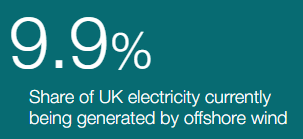 9.9%
Share of UK electricity currently
being generated by offshore wind